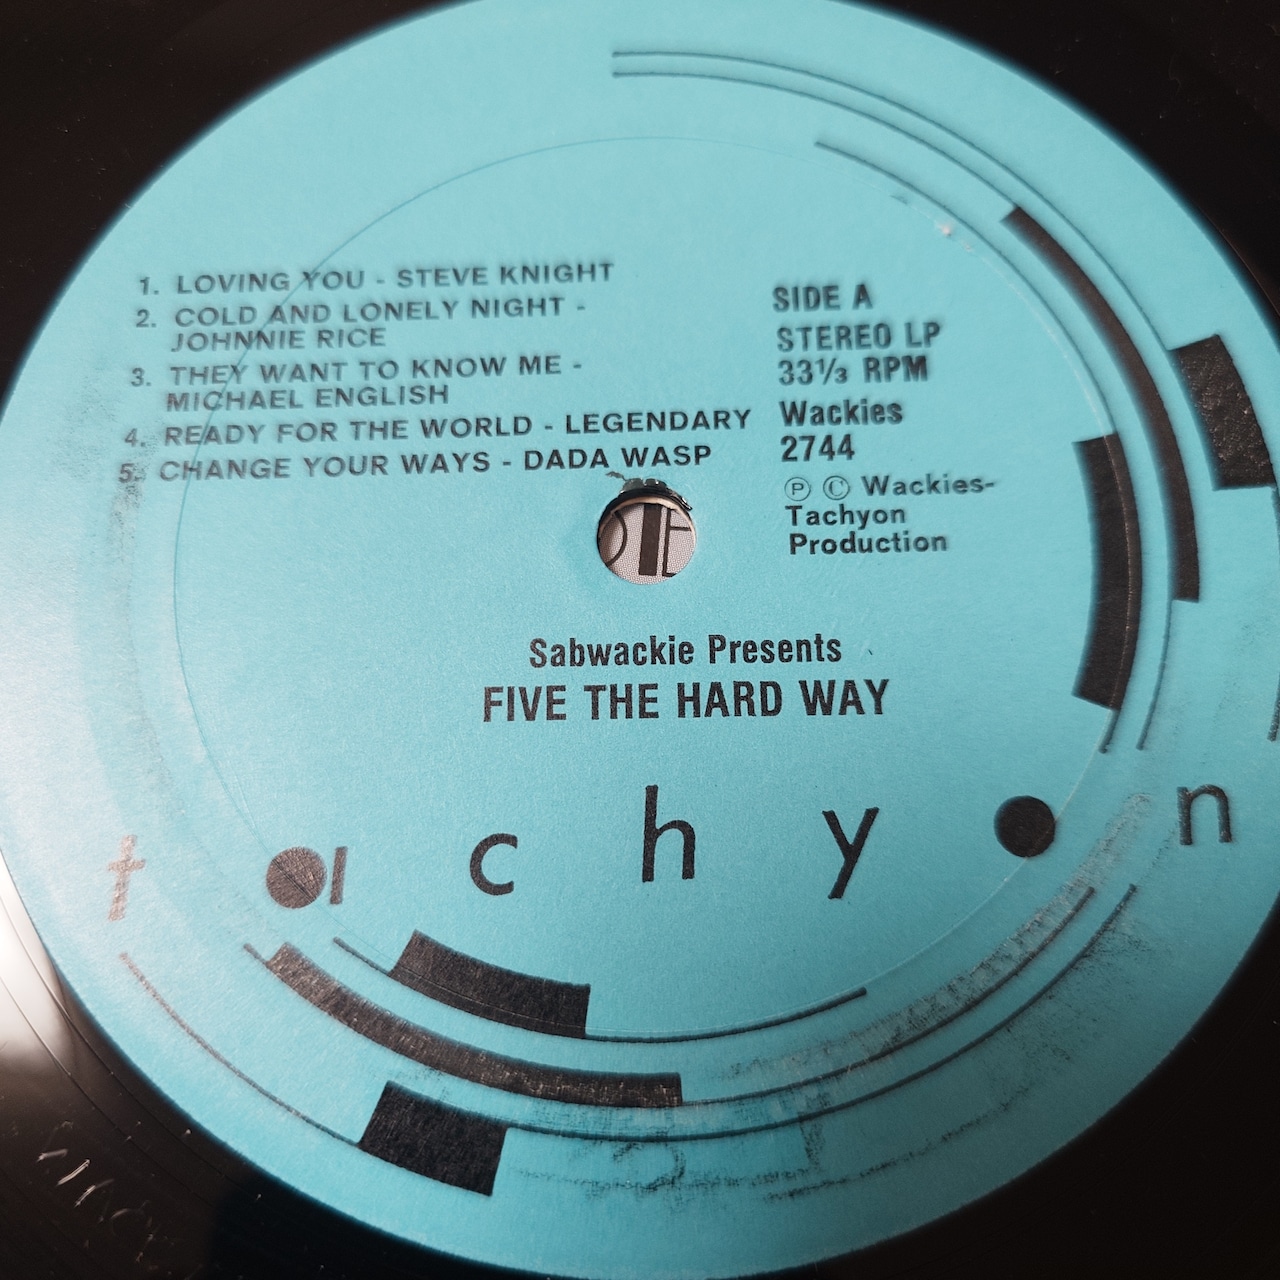 1. LOVING YOU - STEVE KNIGHT
2. COLD AND LONELY NIGHT -
JOHNNIE RICE
3. THEY WANT TO KNOW ME -
MICHAEL ENGLISH
4. READY FOR THE WORLD - LEGENDARY
5. CHANGE YOUR WAYS - DADA WASP
SIDE A
STEREO LP
33⅓ RPM
Wackies
2744
Ⓟ Ⓒ Wackies-
Tachyon
Production
Sabwackie Presents
FIVE THE HARD WAY
tachyon